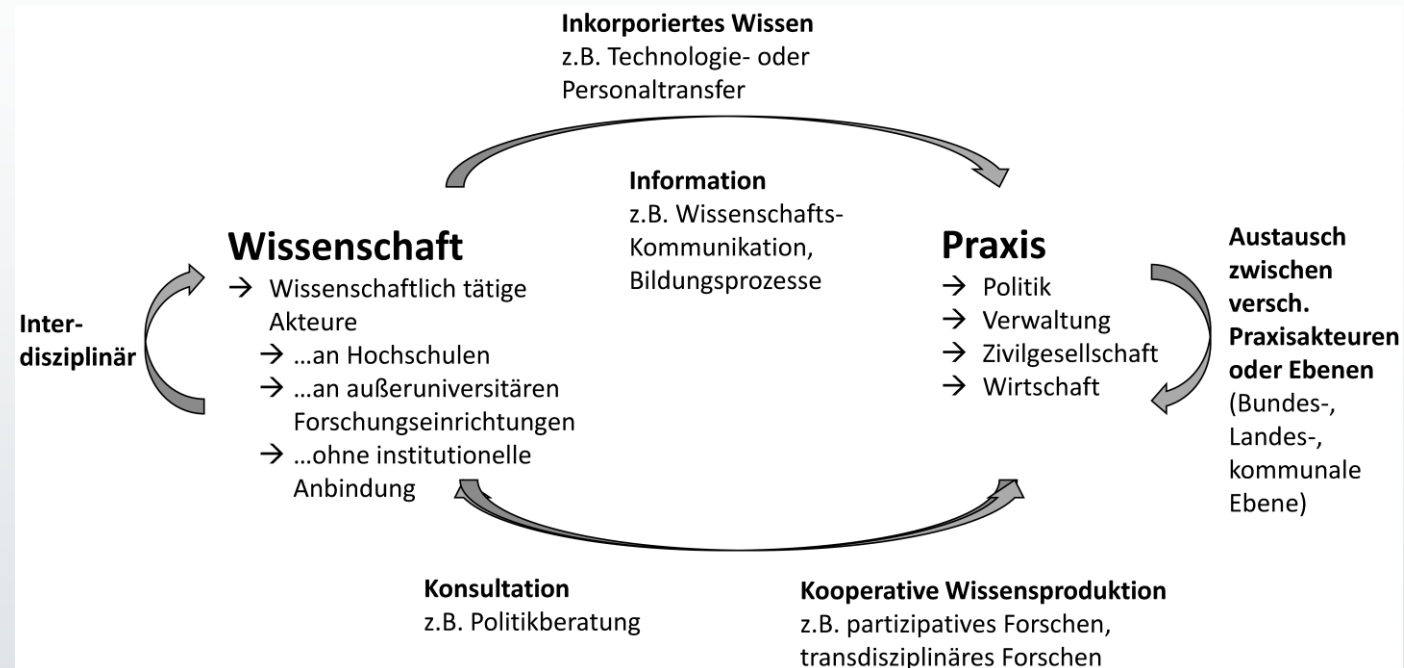 Inkorporiertes Wissen
z.B. Technologie- oder
Personaltransfer
Information
z.B. Wissenschafts-
Kommunikation,
Bildungsprozesse
Wissenschaft
→ Wissenschaftlich tätige
Akteure
→ ...an Hochschulen
→ ...an außeruniversitären
Forschungseinrichtungen
→ ...ohne institutionelle
Anbindung
Inter-
disziplinär
Praxis
→ Politik
→ Verwaltung
→ Zivilgesellschaft
→ Wirtschaft
Austausch
zwischen
versch.
Praxisakteuren
oder Ebenen
(Bundes-,
Landes-,
kommunale
Ebene)
Konsultation
z.B. Politikberatung
Kooperative Wissensproduktion
z.B. partizipatives Forschen,
transdisziplinäres Forschen